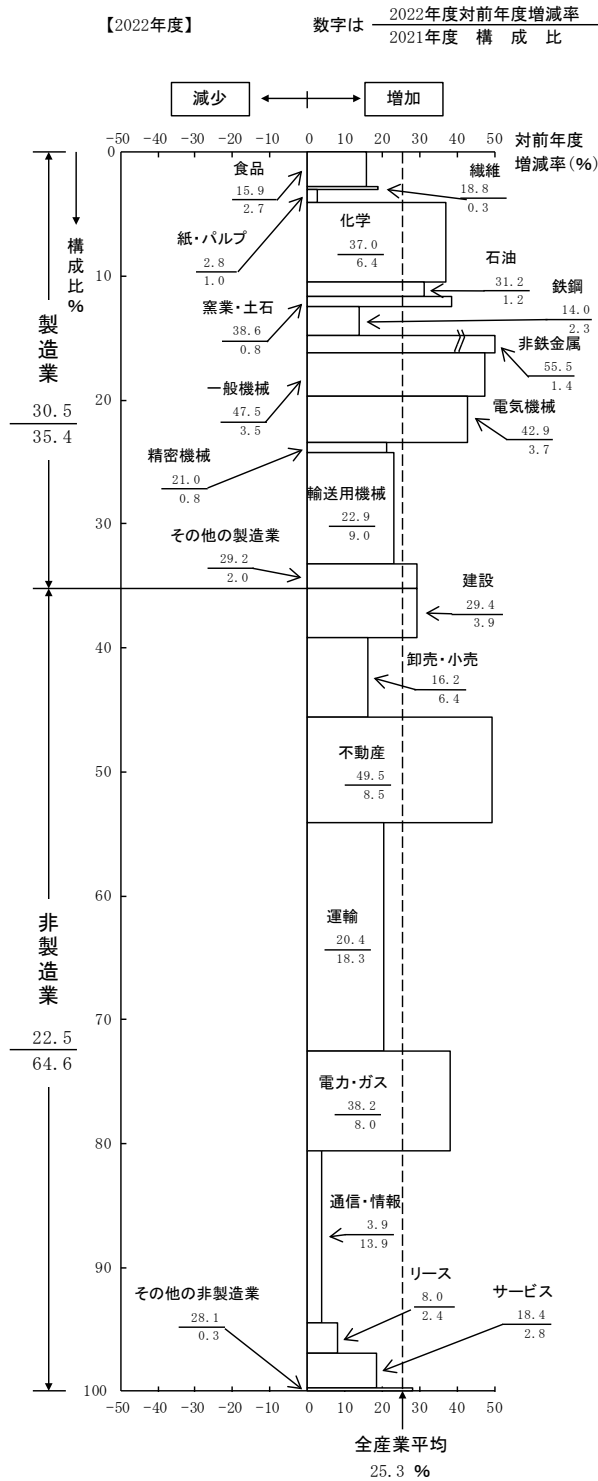 【2022年度】
数字は 2022年度対前年度増減率
2021年度 構 成 比
減少 増加
-50 -40 -30 -20 -10 0 10 20 30 40 50 対前年度
増減率(%)
0
10
20
30
40
50
60
70
80
90
100
構成比%
製造業
30.5
35.4
非製造業
22.5
64.6
食品
15.9
2.7
繊維
18.8
0.3
紙・パルプ
2.8
1.0
化学
37.0
6.4
石油
31.2
1.2
窯業・土石
38.6
0.8
鉄鋼
14.0
2.3
非鉄金属
55.5
1.4
一般機械
47.5
3.5
電気機械
42.9
3.7
精密機械
21.0
0.8
輸送用機械
22.9
9.0
その他の製造業
29.2
2.0
建設
29.4
3.9
卸売・小売
16.2
6.4
不動産
49.5
8.5
運輸
20.4
18.3
電力・ガス
38.2
8.0
通信・情報
3.9
13.9
リース
8.0
2.4
サービス
18.4
2.8
その他の非製造業
28.1
0.3
-50 -40 -30 -20 -10 0 10 20 30 40 50
全産業平均
25.3 %